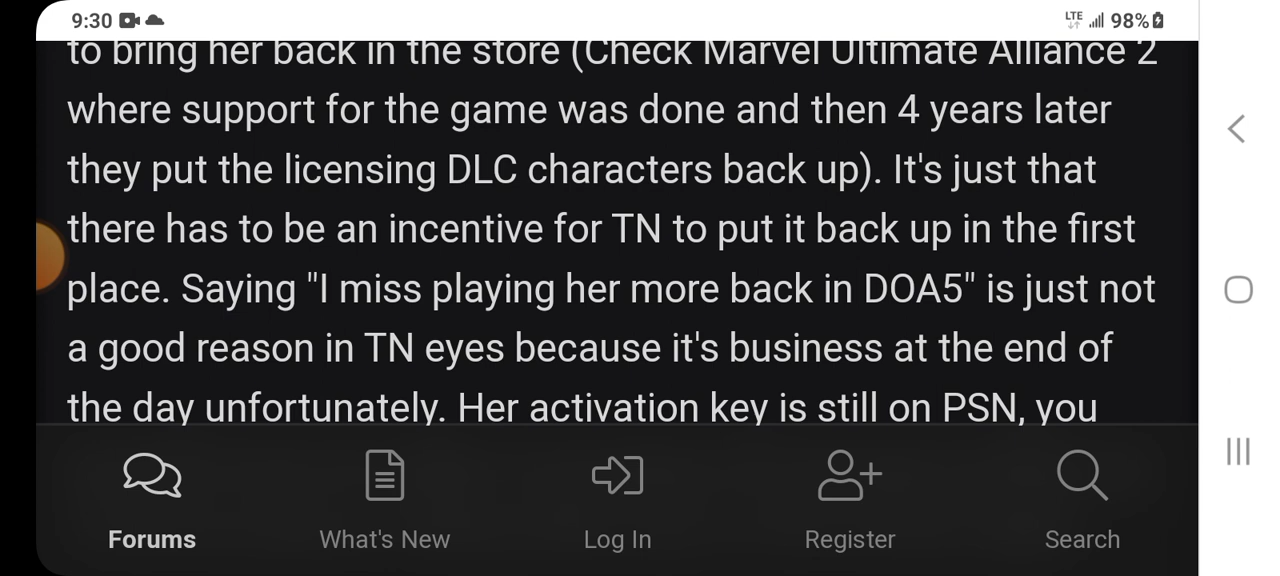 9:30 LTE 98%
to bring her back in the store (Check Marvel Ultimate Alliance 2
where support for the game was done and then 4 years later
they put the licensing DLC characters back up). It's just that
there has to be an incentive for TN to put it back up in the first
place. Saying "I miss playing her more back in DOA5" is just not
a good reason in TN eyes because it's business at the end of
the day unfortunately. Her activation key is still on PSN, you
Forums What's New Log In Register Search